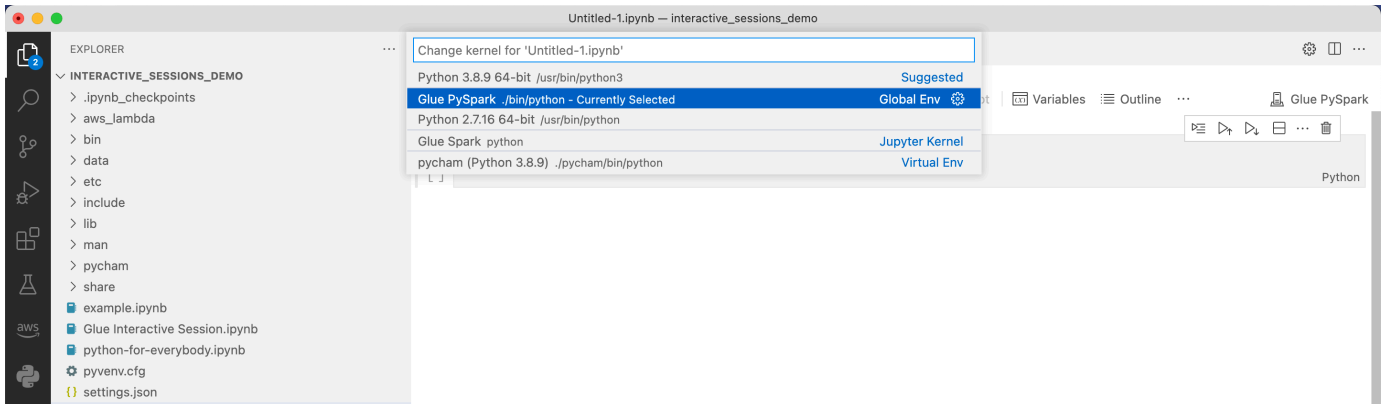 Untitled-1.ipynb — interactive_sessions_demo
EXPLORER
2
INTERACTIVE_SESSIONS_DEMO
.ipynb_checkpoints
aws_lambda
bin
data
etc
include
lib
man
pycham
share
example.ipynb
Glue Interactive Session.ipynb
python-for-everybody.ipynb
pyvenv.cfg
{} settings.json
aws
Change kernel for 'Untitled-1.ipynb'
Python 3.8.9 64-bit /usr/bin/python3 Suggested
Glue PySpark ./bin/python - Currently Selected Global Env
Python 2.7.16 64-bit /usr/bin/python
Glue Spark python Jupyter Kernel
pycham (Python 3.8.9) ./pycham/bin/python Virtual Env
Variables Outline ... Glue PySpark
[ ] Python